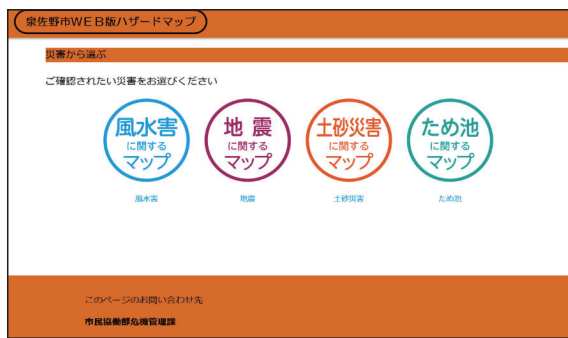 泉佐野市WEB版ハザードマップ
災害から選ぶ
ご確認されたい災害をお選びください
風水害
に関する
マップ
地震
に関する
マップ
土砂災害
に関する
マップ
ため池
に関する
マップ
風水害
地震
土砂災害
ため池
このページのお問い合わせ先
市民協働部危機管理課